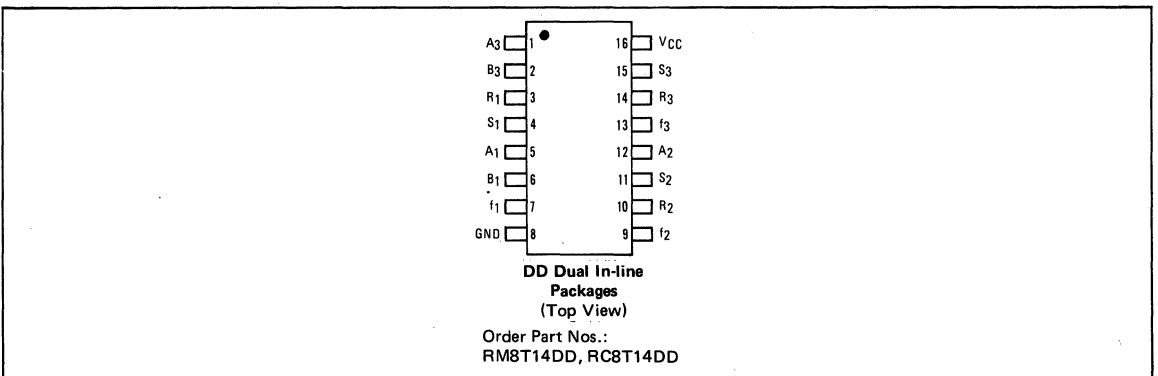 A3 1 16 VCC
B3 2 15 S3
R1 3 14 R3
S1 4 13 f3
A1 5 12 A2
B1 6 11 S2
f1 7 10 R2
GND 8 9 f2
DD Dual In-line
Packages
(Top View)
Order Part Nos.:
RM8T14DD, RC8T14DD